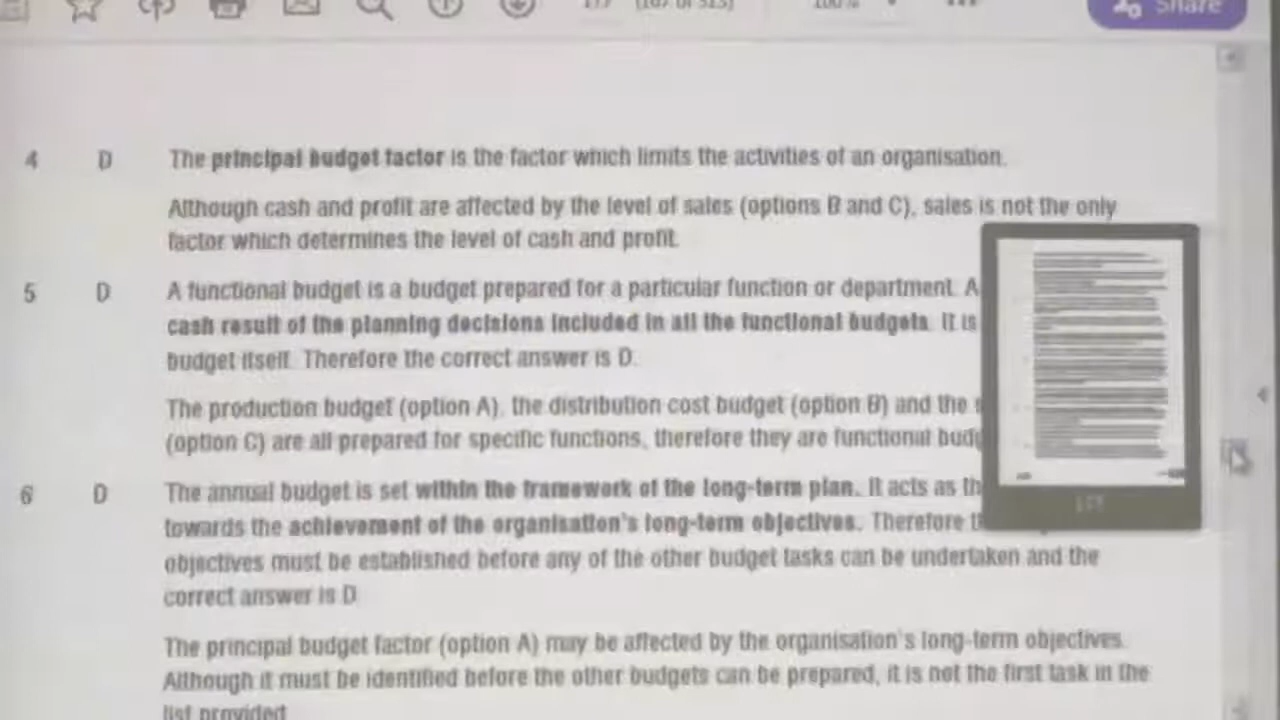 100%
Share
4 D The principal budget factor is the factor which limits the activities of an organisation.
Although cash and profit are affected by the level of sales (options B and C), sales is not the only
factor which determines the level of cash and profit.
5 D A functional budget is a budget prepared for a particular function or department. A
cash result of the planning decisions included in all the functional budgets. It is
budget itself. Therefore the correct answer is D.
The production budget (option A), the distribution cost budget (option B) and the
(option C) are all prepared for specific functions, therefore they are functional
6 D The annual budget is set within the framework of the long-term plan. It acts as
towards the achievement of the organisation's long-term objectives. Therefore
objectives must be established before any of the other budget tasks can be undertaken and the
correct answer is D.
The principal budget factor (option A) may be affected by the organisation's long-term objectives.
Although it must be identified before the other budgets can be prepared, it is not the first task in the
list provided